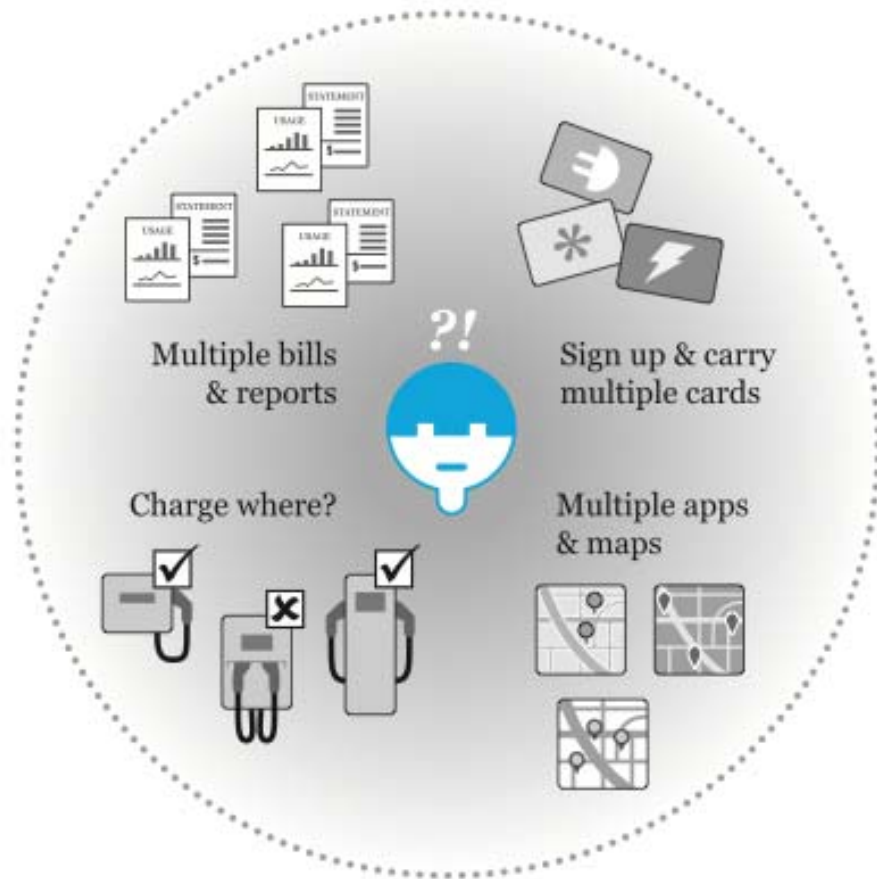 STATEMENT
USAGE
$
STATEMENT
USAGE
$
STATEMENT
USAGE
$
?!
Multiple bills
& reports
Sign up & carry
multiple cards
Charge where?
Multiple apps
& maps